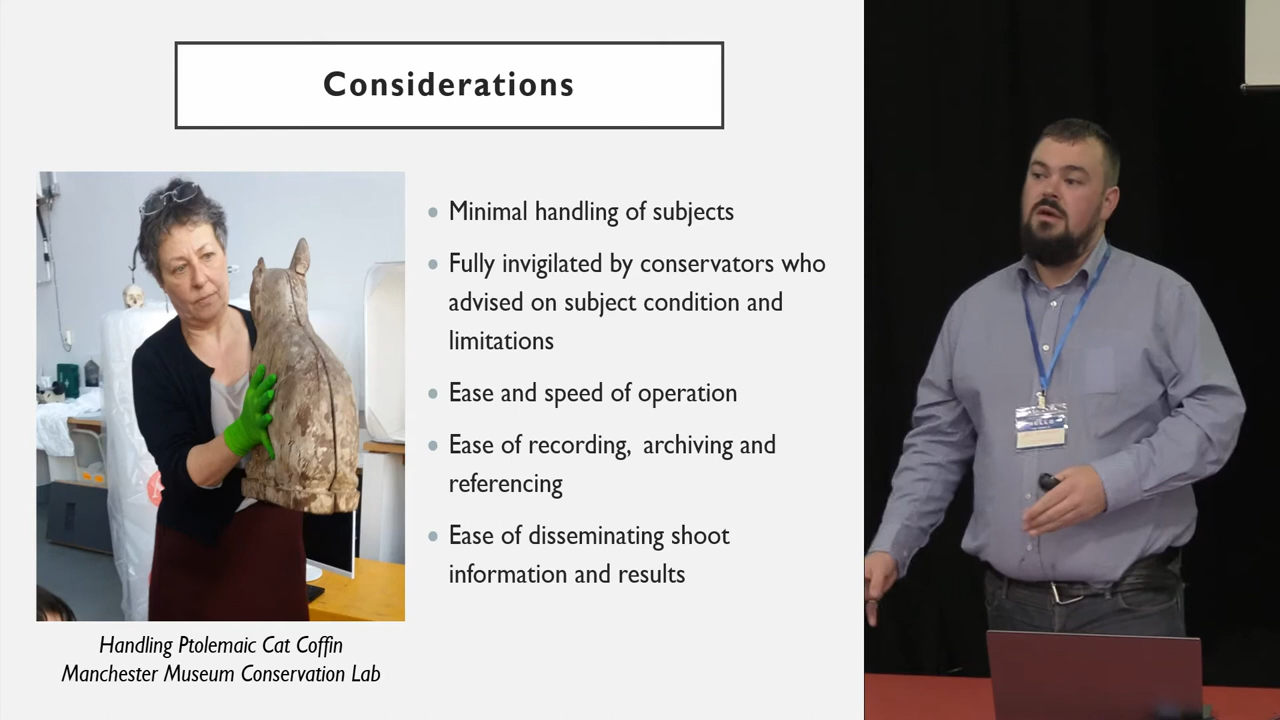 Considerations
Minimal handling of subjects
Fully invigilated by conservators who
advised on subject condition and
limitations
Ease and speed of operation
Ease of recording, archiving and
referencing
Ease of disseminating shoot
information and results
Handling Ptolemaic Cat Coffin
Manchester Museum Conservation Lab
HELLO